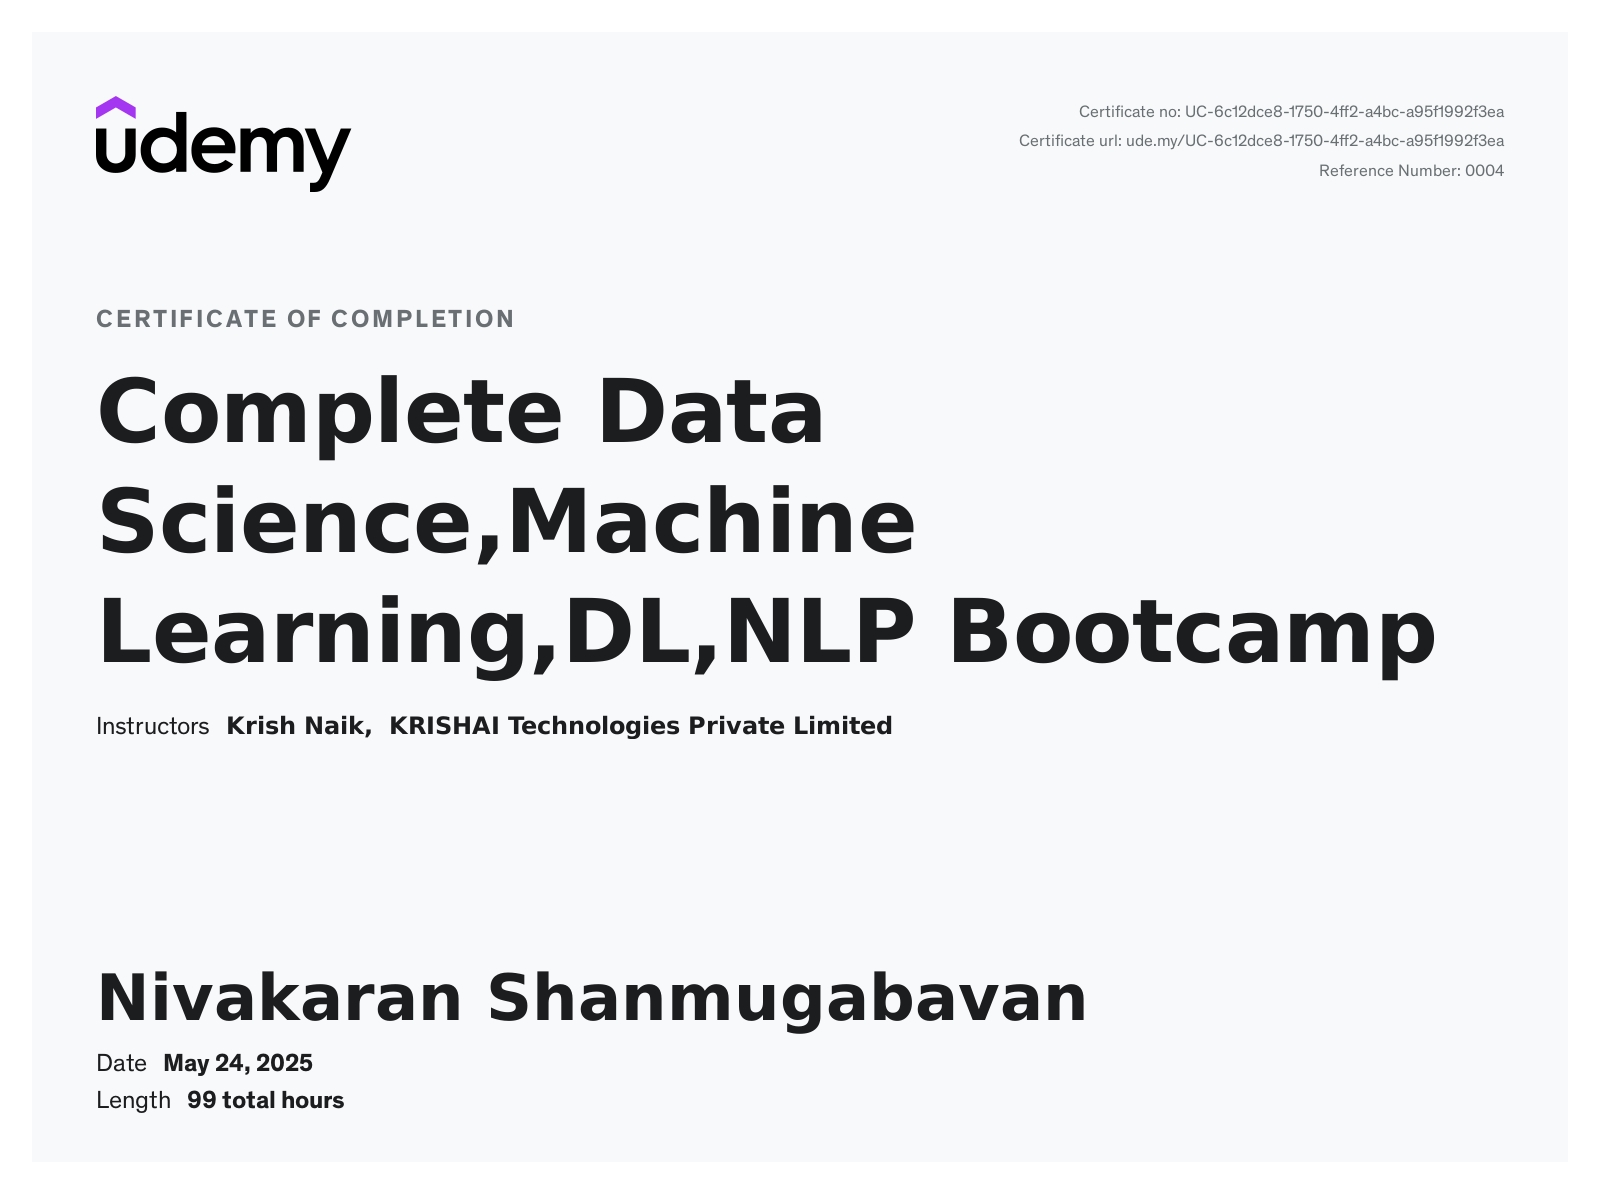 udemy
Certificate no: UC-6c12dce8-1750-4ff2-a4bc-a95f1992f3ea
Certificate url: ude.my/UC-6c12dce8-1750-4ff2-a4bc-a95f1992f3ea
Reference Number: 0004
CERTIFICATE OF COMPLETION
Complete Data
Science,Machine
Learning,DL,NLP Bootcamp
Instructors Krish Naik, KRISHAI Technologies Private Limited
Nivakaran Shanmugabavan
Date May 24, 2025
Length 99 total hours